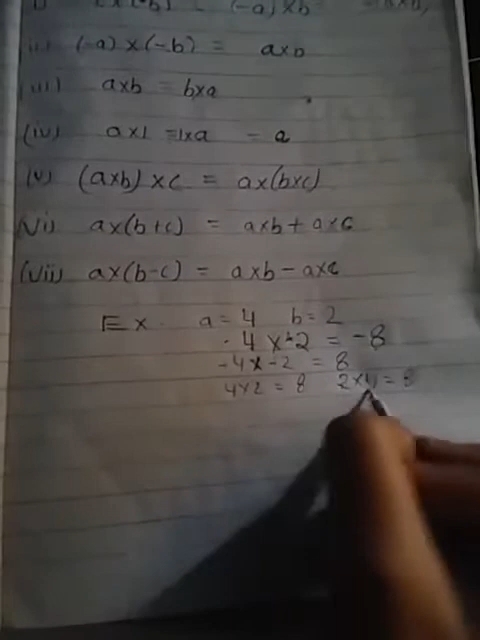 (-a) × b
(-a) × (-b) = a×b
(iii) a×b = b×a
(iv) a×1 = 1×a = a
(v) (a×b) × c = a×(b×c)
(vi) a×(b+c) = a×b + a×c
(vii) a×(b-c) = a×b - a×c
Ex a = 4 b = 2
-4 × 2 = -8
-4 × -2 = 8
4×2 = 8 2×4 = 8